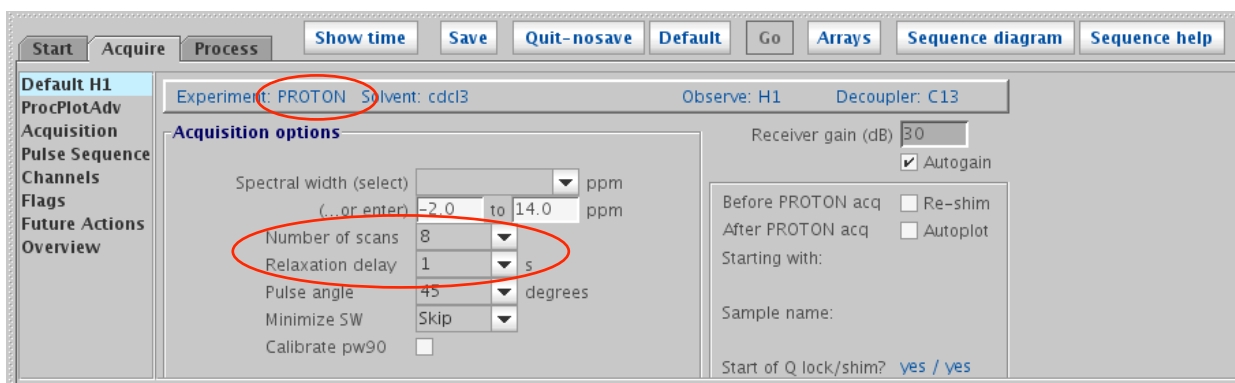 Start Acquire Process Show time Save Quit-nosave Default Go Arrays Sequence diagram Sequence help
Default H1
ProcPlotAdv
Acquisition
Pulse Sequence
Channels
Flags
Future Actions
Overview
Experiment: PROTON Solvent: cdcl3 Observe: H1 Decoupler: C13
Acquisition options
Spectral width (select) ppm
(...or enter) -2.0 to 14.0 ppm
Number of scans 8
Relaxation delay 1 s
Pulse angle 45 degrees
Minimize SW Skip
Calibrate pw90
Receiver gain (dB) 30
Autogain
Before PROTON acq Re-shim
After PROTON acq Autoplot
Starting with:
Sample name:
Start of Q lock/shim? yes / yes